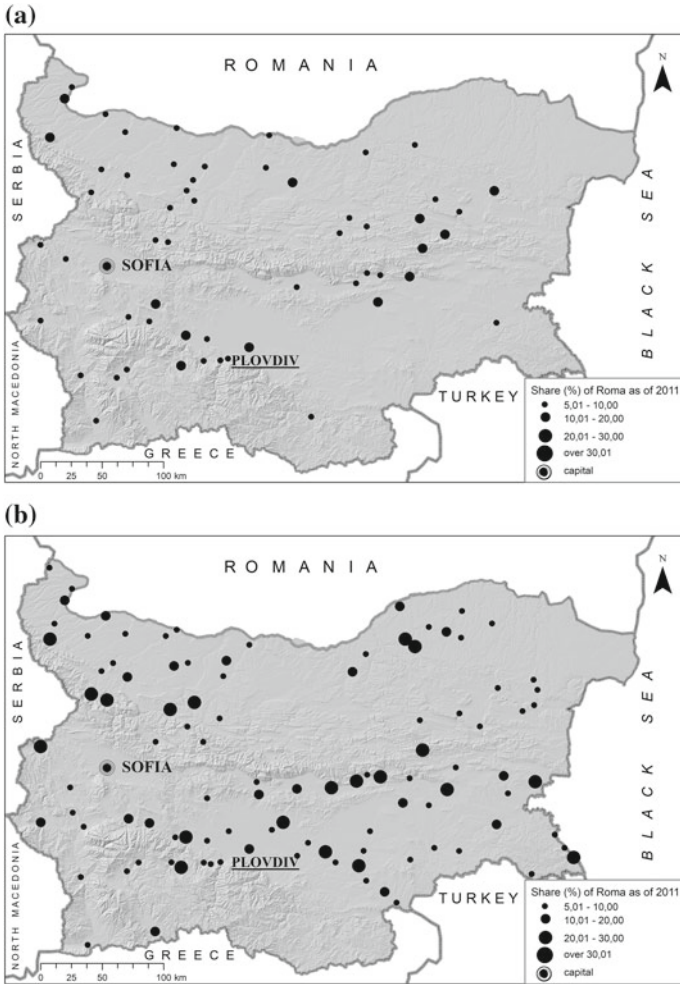 (a)
ROMANIA
N
SERBIA
BLACK SEA
SOFIA
PLOVDIV
NORTH MACEDONIA
TURKEY
GREECE
0 25 50 100 km
Share (%) of Roma as of 2011
5,01 - 10,00
10,01 - 20,00
20,01 - 30,00
over 30,01
capital
(b)
ROMANIA
N
SERBIA
BLACK SEA
SOFIA
PLOVDIV
NORTH MACEDONIA
TURKEY
GREECE
0 25 50 100 km
Share (%) of Roma as of 2011
5,01 - 10,00
10,01 - 20,00
20,01 - 30,00
over 30,01
capital